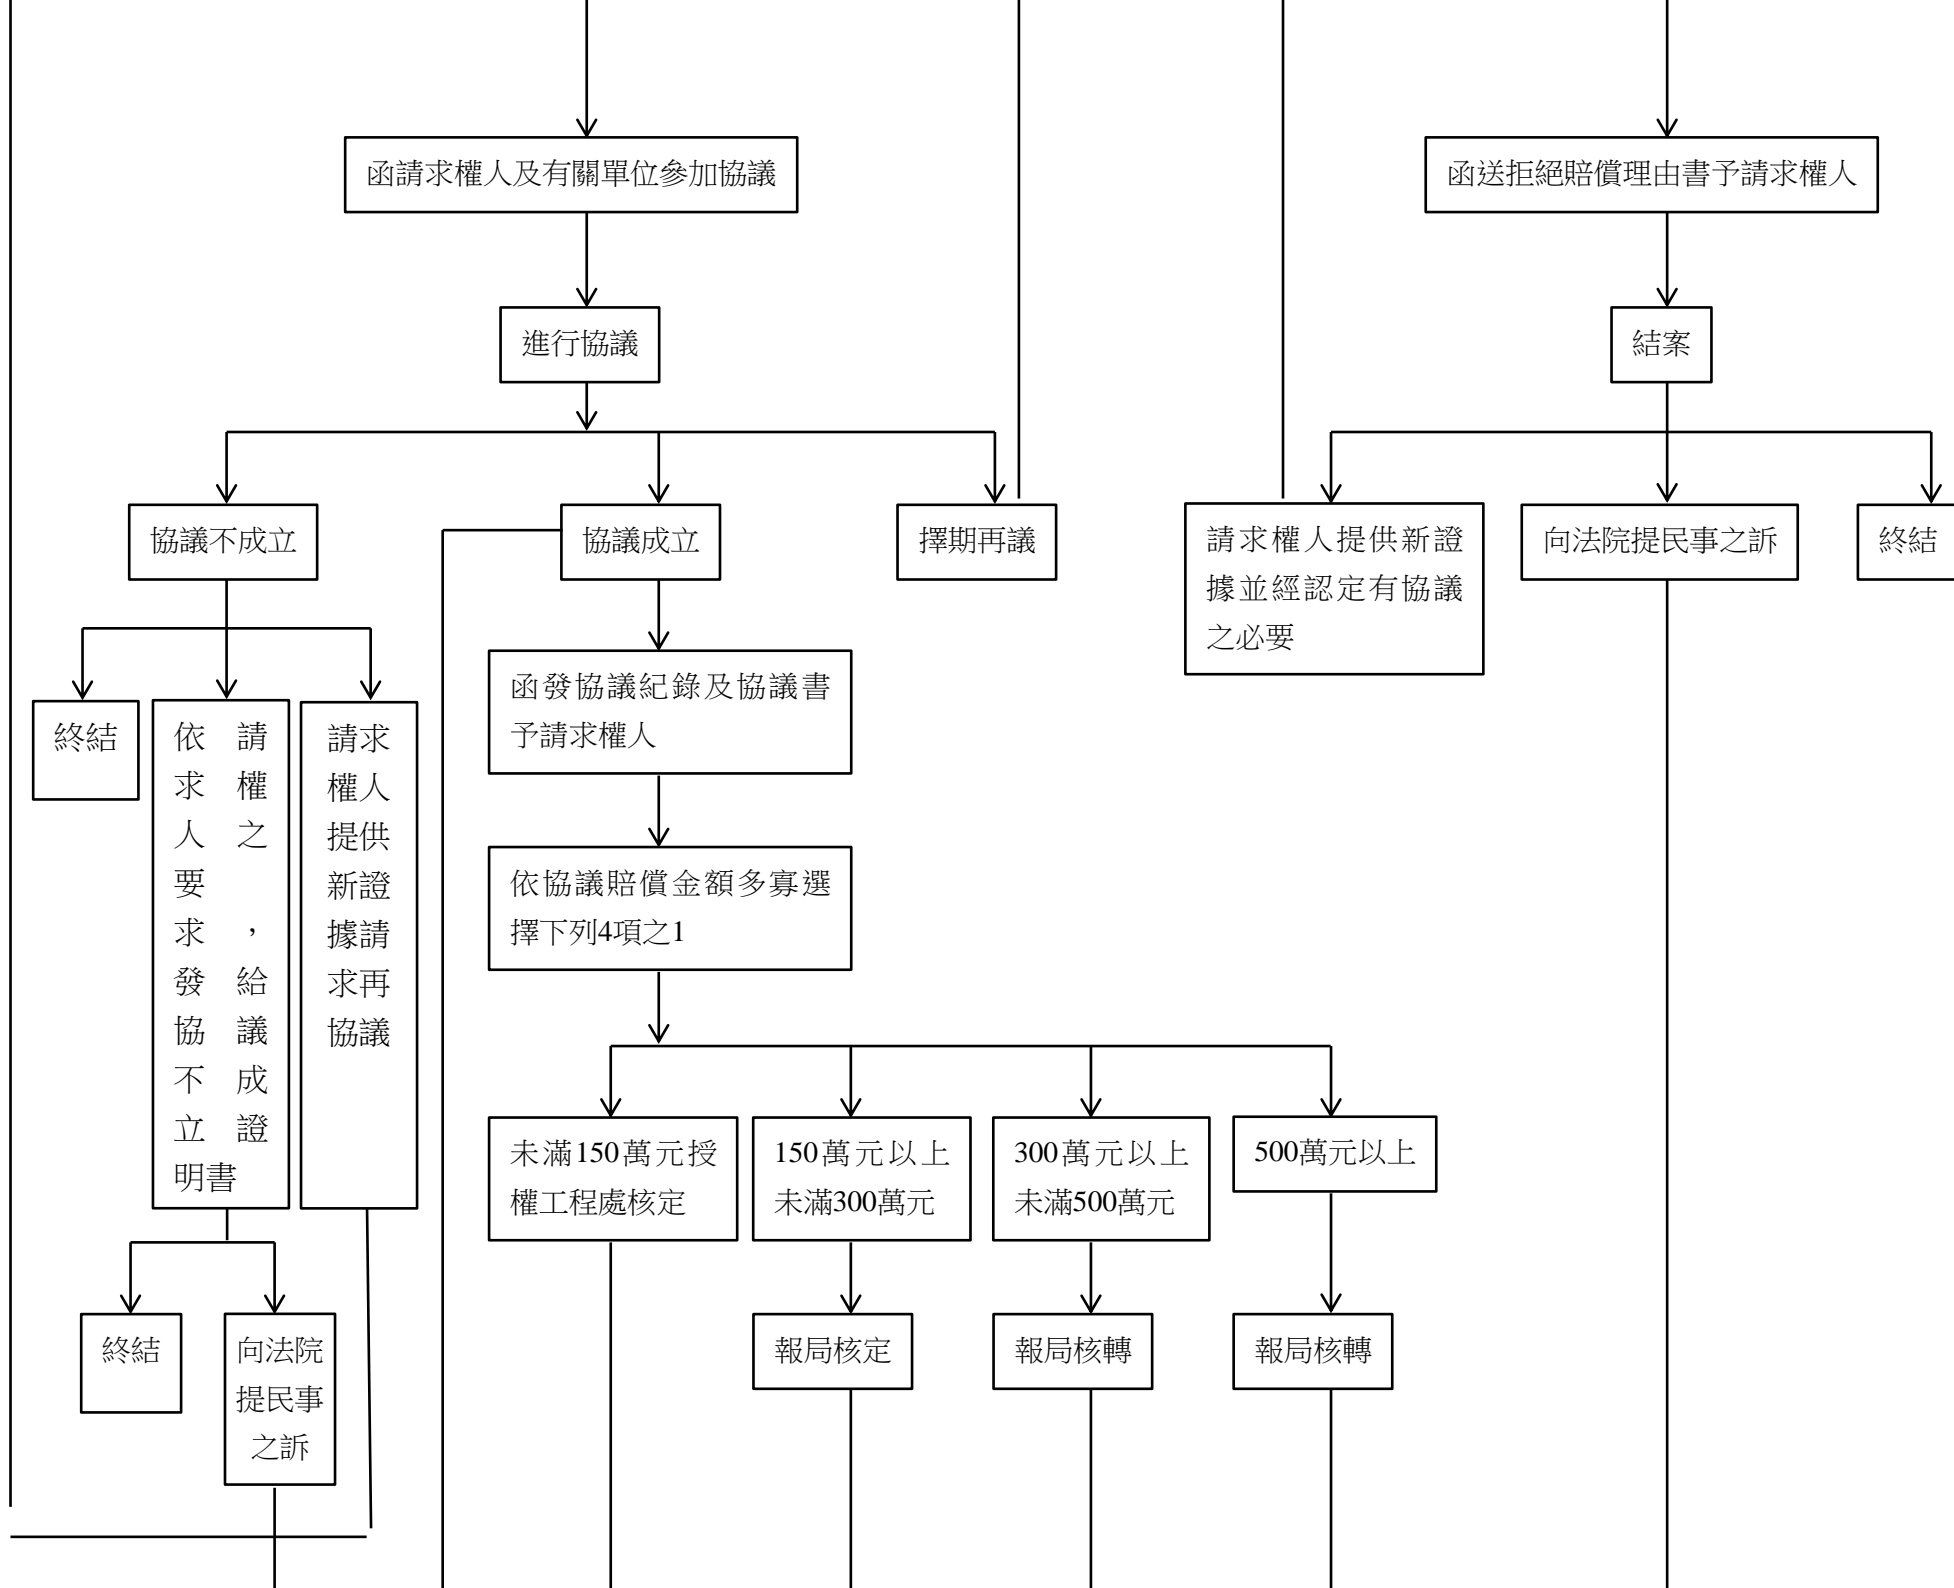 函請求權人及有關單位參加協議
函送拒絕賠償理由書予請求權人
進行協議
結案
協議不成立
協議成立
擇期再議
請求權人提供新證
據並經認定有協議
之必要
向法院提民事之訴
終結
函發協議紀錄及協議書
予請求權人
終結
依請
求權
人之
要
求，
發給
協議
不成
立證
明書
請求
權人
提供
新證
據請
求再
協議
依協議賠償金額多寡選
擇下列4項之1
未滿150萬元授
權工程處核定
150萬元以上
未滿300萬元
300萬元以上
未滿500萬元
500萬元以上
終結
向法院
提民事
之訴
報局核定
報局核轉
報局核轉